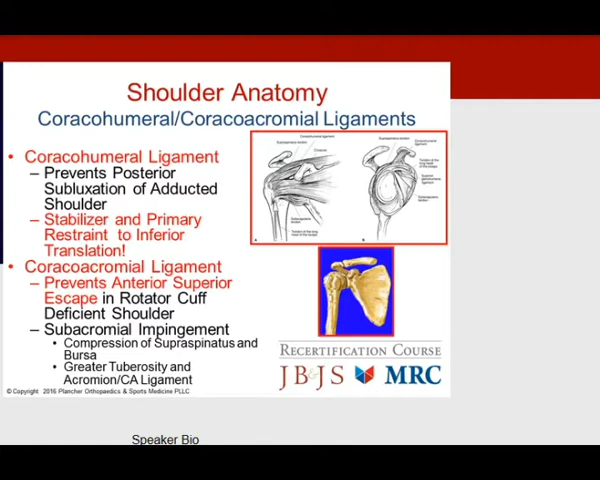 Shoulder Anatomy
Coracohumeral/Coracoacromial Ligaments
• Coracohumeral Ligament
– Prevents Posterior
Subluxation of Adducted
Shoulder
– Stabilizer and Primary
Restraint to Inferior
Translation!
• Coracoacromial Ligament
– Prevents Anterior Superior
Escape in Rotator Cuff
Deficient Shoulder
– Subacromial Impingement
• Compression of Supraspinatus and
Bursa
• Greater Tuberosity and
Acromion/CA Ligament
RECERTIFICATION COURSE
JB&JS MRC
© Copyright 2016 Plancher Orthopaedics & Sports Medicine PLLC
Speaker Bio